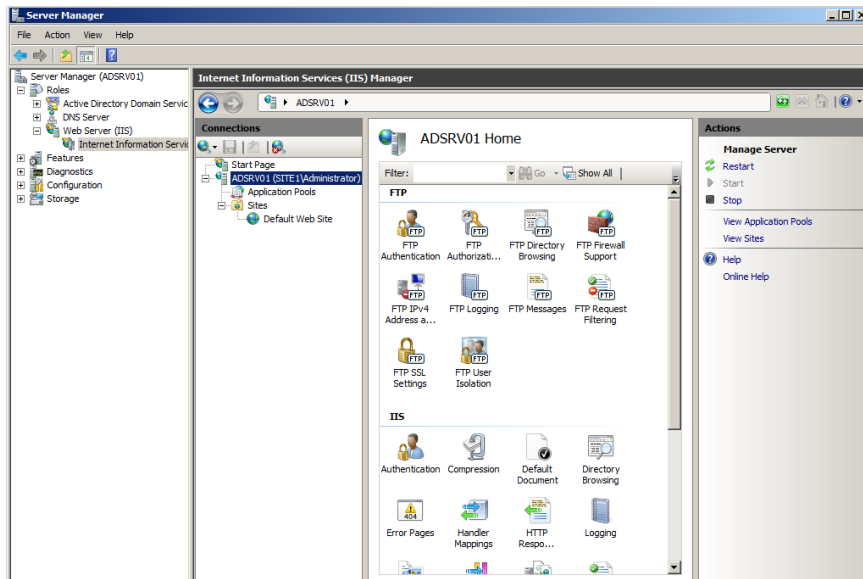 Server Manager
File Action View Help
Server Manager (ADSRV01)
Roles
Active Directory Domain Servic
DNS Server
Web Server (IIS)
Internet Information Servic
Features
Diagnostics
Configuration
Storage
Internet Information Services (IIS) Manager
ADSRV01
Connections
Start Page
ADSRV01 (SITE1\Administrator)
Application Pools
Sites
Default Web Site
ADSRV01 Home
Filter: Go Show All
FTP
FTP Authentication
FTP Authorizati...
FTP Directory Browsing
FTP Firewall Support
FTP IPv4 Address a...
FTP Logging
FTP Messages
FTP Request Filtering
FTP SSL Settings
FTP User Isolation
IIS
Authentication
Compression
Default Document
Directory Browsing
Error Pages
Handler Mappings
HTTP Respo...
Logging
Actions
Manage Server
Restart
Start
Stop
View Application Pools
View Sites
Help
Online Help